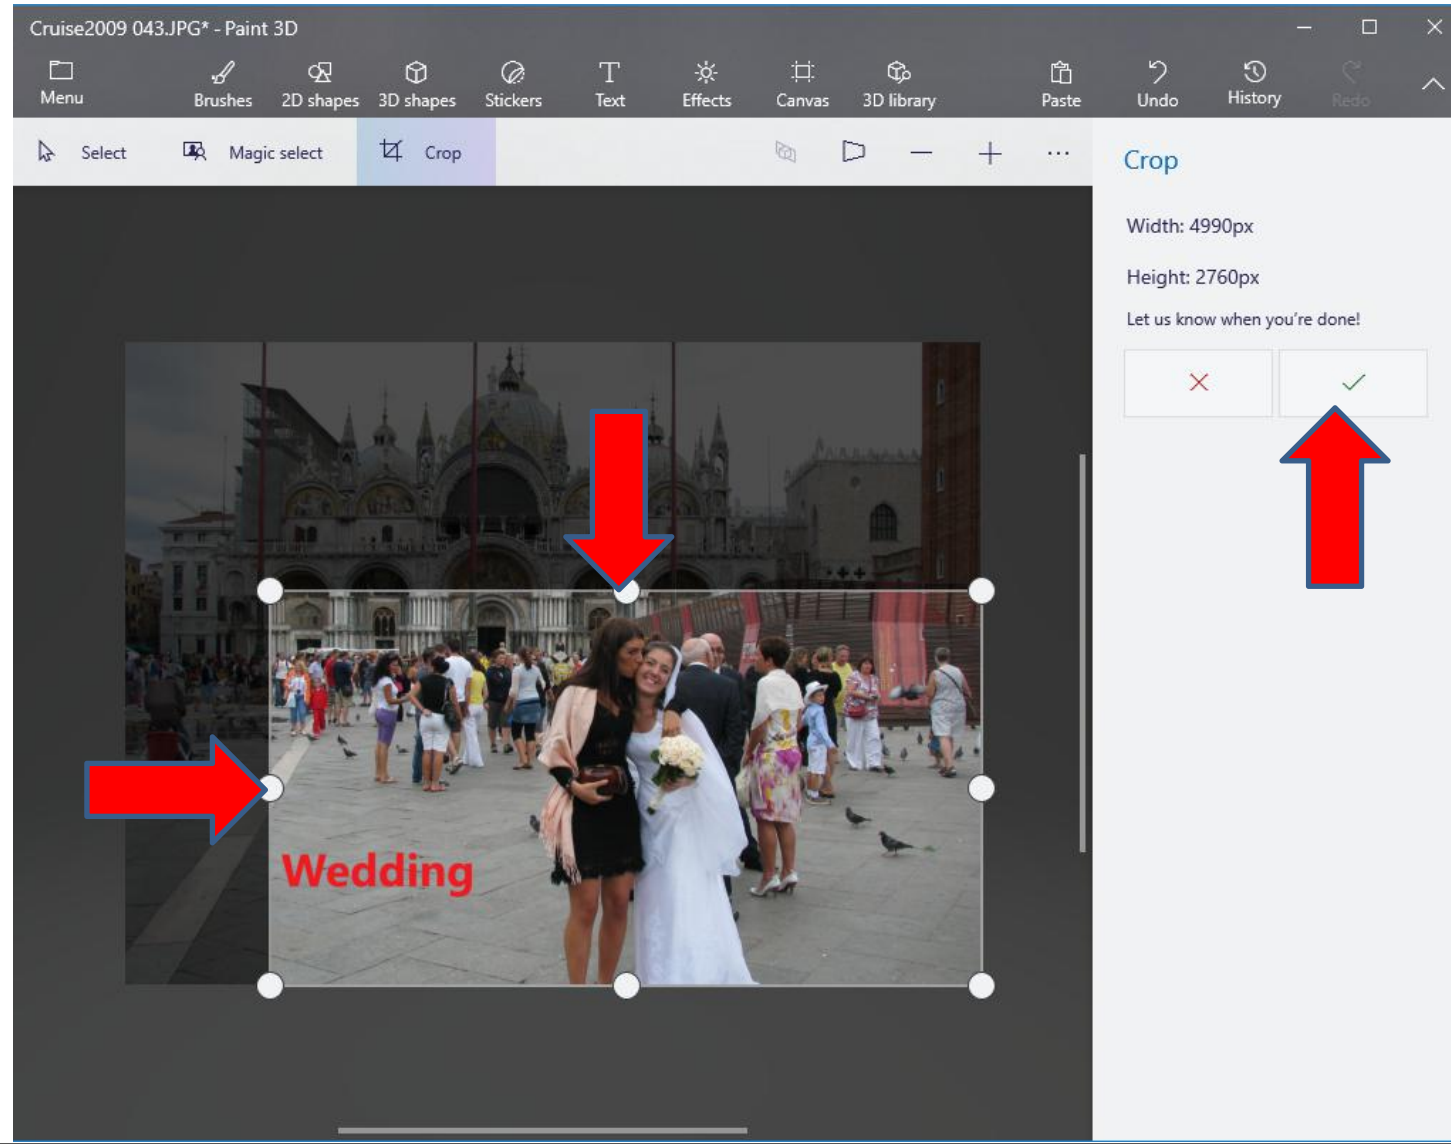 Cruise2009 043.JPG* - Paint 3D
Menu Brushes 2D shapes 3D shapes Stickers Text Effects Canvas 3D library Paste Undo History Redo
Select Magic select Crop
Crop
Width: 4990px
Height: 2760px
Let us know when you're done!
Wedding